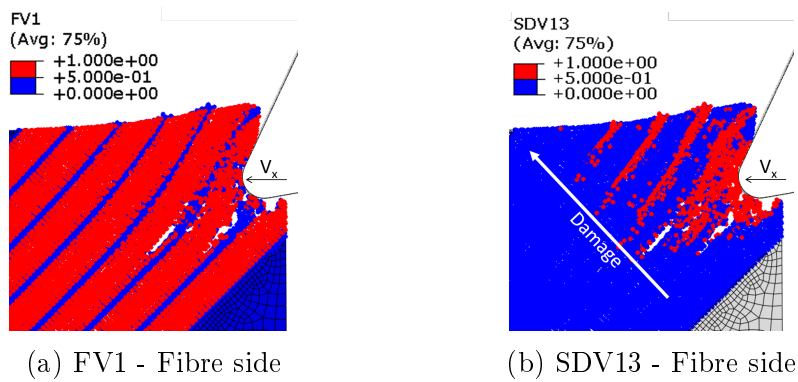 FV1
(Avg: 75%)
+1.000e+00
+5.000e-01
+0.000e+00
Vx
(a) FV1 - Fibre side
SDV13
(Avg: 75%)
+1.000e+00
+5.000e-01
+0.000e+00
Vx
Damage
(b) SDV13 - Fibre side